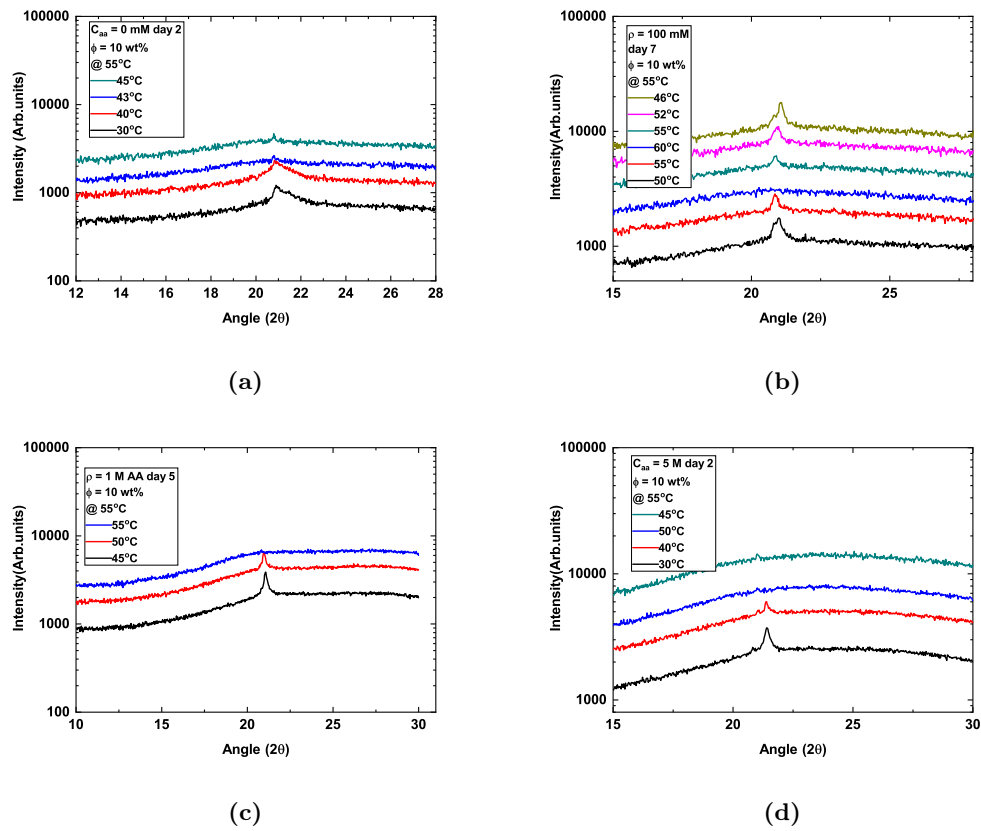 100000
10000
1000
100
Intensity (Arb.units)
C_aa = 0 mM day 2
ϕ = 10 wt%
@ 55°C
45°C
43°C
40°C
30°C
12 14 16 18 20 22 24 26 28
Angle (2θ)
(a)
100000
10000
1000
Intensity (Arb.units)
ρ = 100 mM
day 7
ϕ = 10 wt%
@ 55°C
46°C
52°C
55°C
60°C
55°C
50°C
15 20 25
Angle (2θ)
(b)
100000
10000
1000
100
Intensity(Arb.units)
ρ = 1 M AA day 5
ϕ = 10 wt%
@ 55°C
55°C
50°C
45°C
10 15 20 25 30
Angle (2θ)
(c)
100000
10000
1000
Intensity(Arb.units)
C_aa = 5 M day 2
ϕ = 10 wt%
@ 55°C
45°C
50°C
40°C
30°C
15 20 25 30
Angle (2θ)
(d)